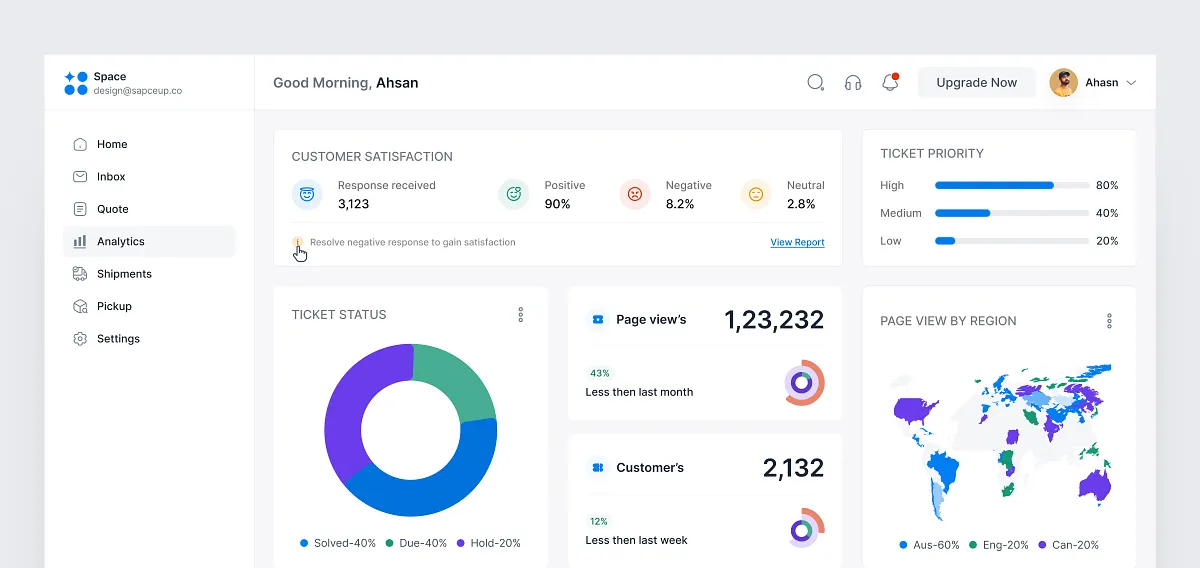 Space
design@sapceup.co
Good Morning, Ahsan
Upgrade Now
Ahasn
Home
Inbox
Quote
Analytics
Shipments
Pickup
Settings
CUSTOMER SATISFACTION
Response received
3,123
Positive
90%
Negative
8.2%
Neutral
2.8%
Resolve negative response to gain satisfaction
View Report
TICKET PRIORITY
High 80%
Medium 40%
Low 20%
TICKET STATUS
Solved-40% Due-40% Hold-20%
Page view's 1,23,232
43%
Less then last month
Customer's 2,132
12%
Less then last week
PAGE VIEW BY REGION
Aus-60% Eng-20% Can-20%